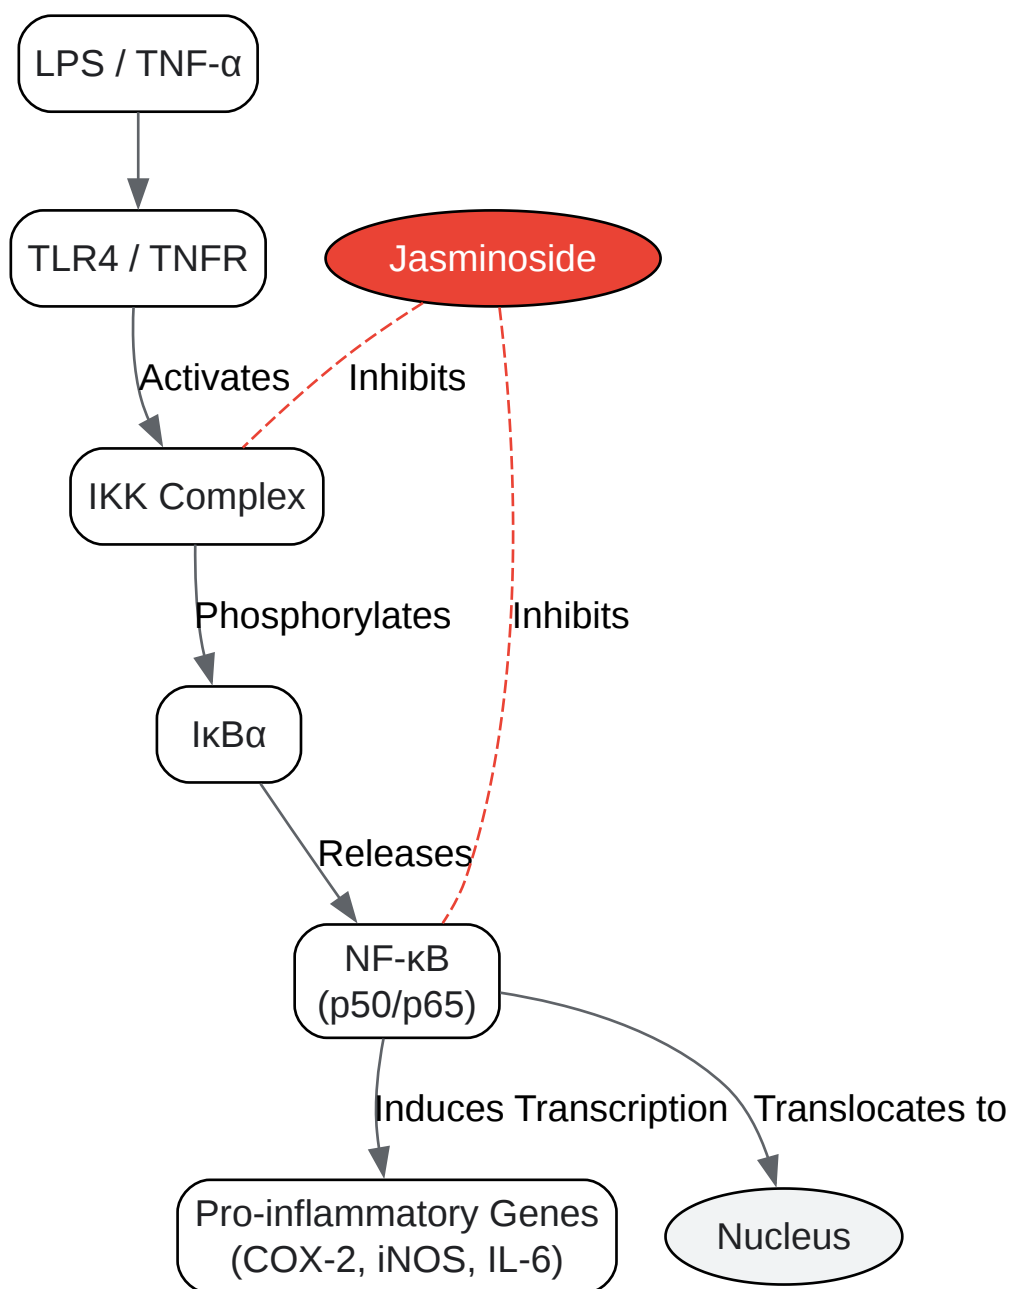 LPS / TNF-α
TLR4 / TNFR
Jasminoside
Activates
Inhibits
IKK Complex
Phosphorylates
Inhibits
IκBα
Releases
NF-κB
(p50/p65)
Induces Transcription
Translocates to
Pro-inflammatory Genes
(COX-2, iNOS, IL-6)
Nucleus